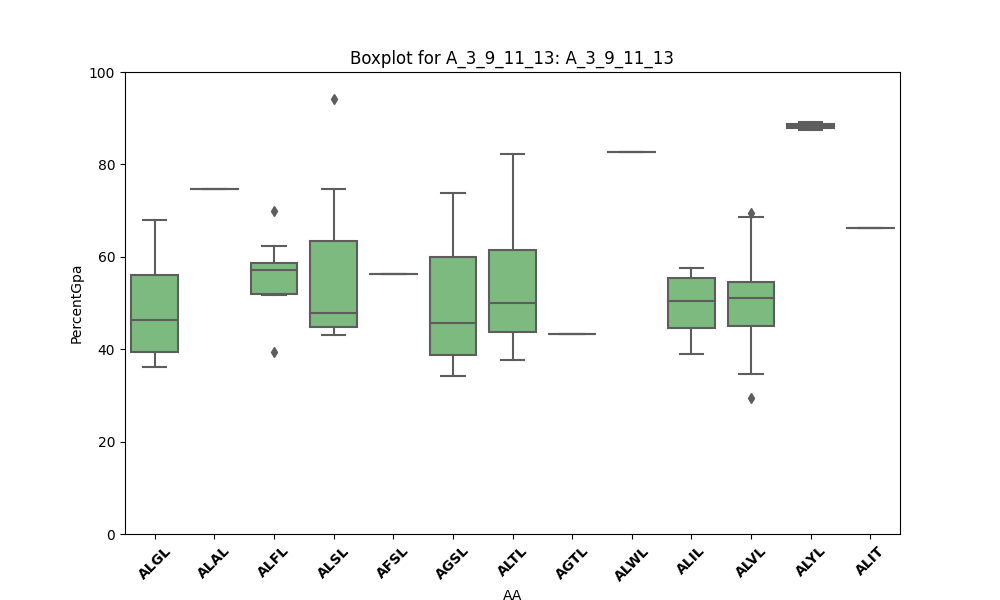 Boxplot for A_3_9_11_13: A_3_9_11_13
100
80
60
40
20
0
PercentGpa
ALGL ALAL ALFL ALSL AFSL AGSL ALTL AGTL ALWL ALIL ALVL ALYL ALIT
AA